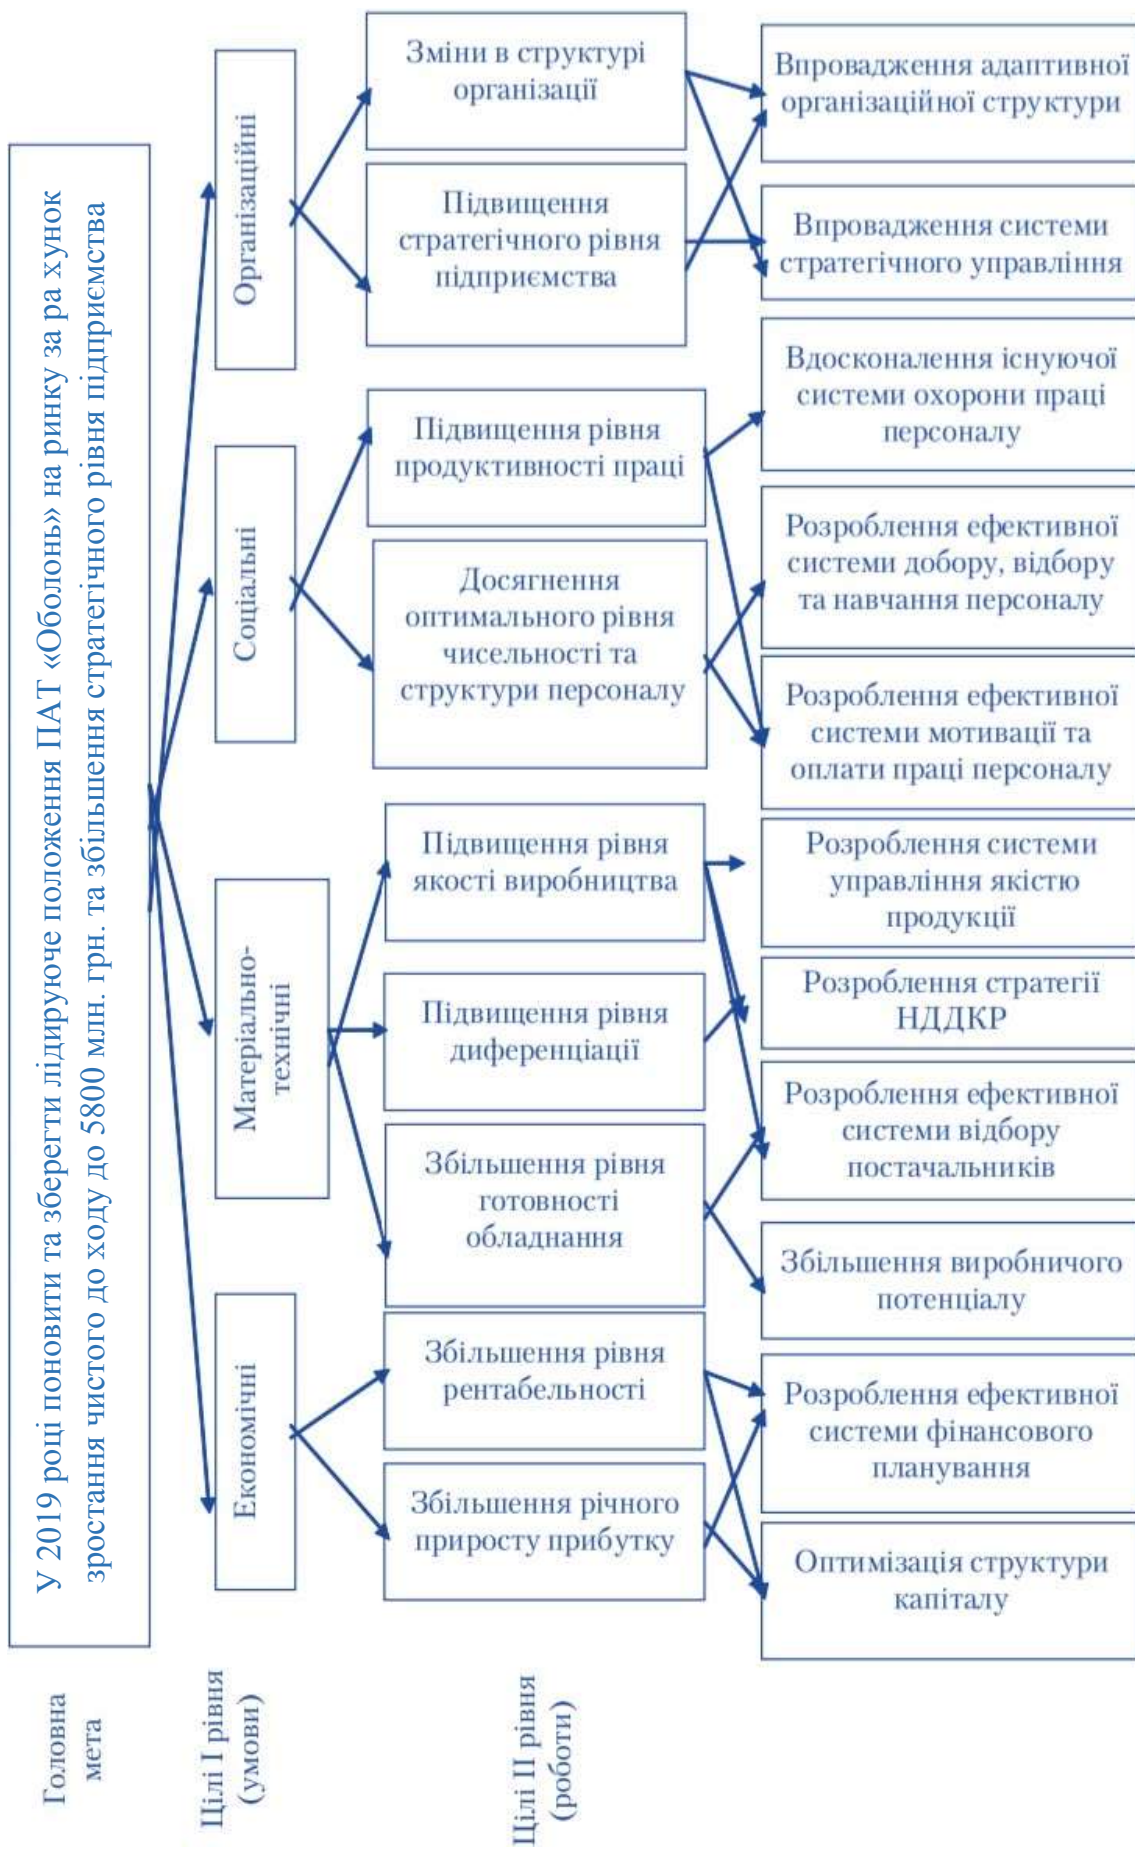 Головна
мета
У 2019 році поновити та зберегти лідируюче положення ПАТ «Оболонь» на ринку за ра хунок
зростання чистого до ходу до 5800 млн. грн. та збільшення стратегічного рівня підприємства
Цілі І рівня
(умови)
Економічні
Матеріально-
технічні
Соціальні
Організаційні
Цілі ІІ рівня
(роботи)
Зміни в структурі
організації
Підвищення
стратегічного рівня
підприємства
Підвищення рівня
продуктивності праці
Досягнення
оптимального рівня
чисельності та
структури персоналу
Підвищення рівня
якості виробництва
Підвищення рівня
диференціації
Збільшення рівня
готовності
обладнання
Збільшення рівня
рентабельності
Збільшення річного
приросту прибутку
Впровадження адаптивної
організаційної структури
Впровадження системи
стратегічного управління
Вдосконалення існуючої
системи охорони праці
персоналу
Розроблення ефективної
системи добору, відбору
та навчання персоналу
Розроблення ефективної
системи мотивації та
оплати праці персоналу
Розроблення системи
управління якістю
продукції
Розроблення стратегії
НДДКР
Розроблення ефективної
системи відбору
постачальників
Збільшення виробничого
потенціалу
Розроблення ефективної
системи фінансового
планування
Оптимізація структури
капіталу